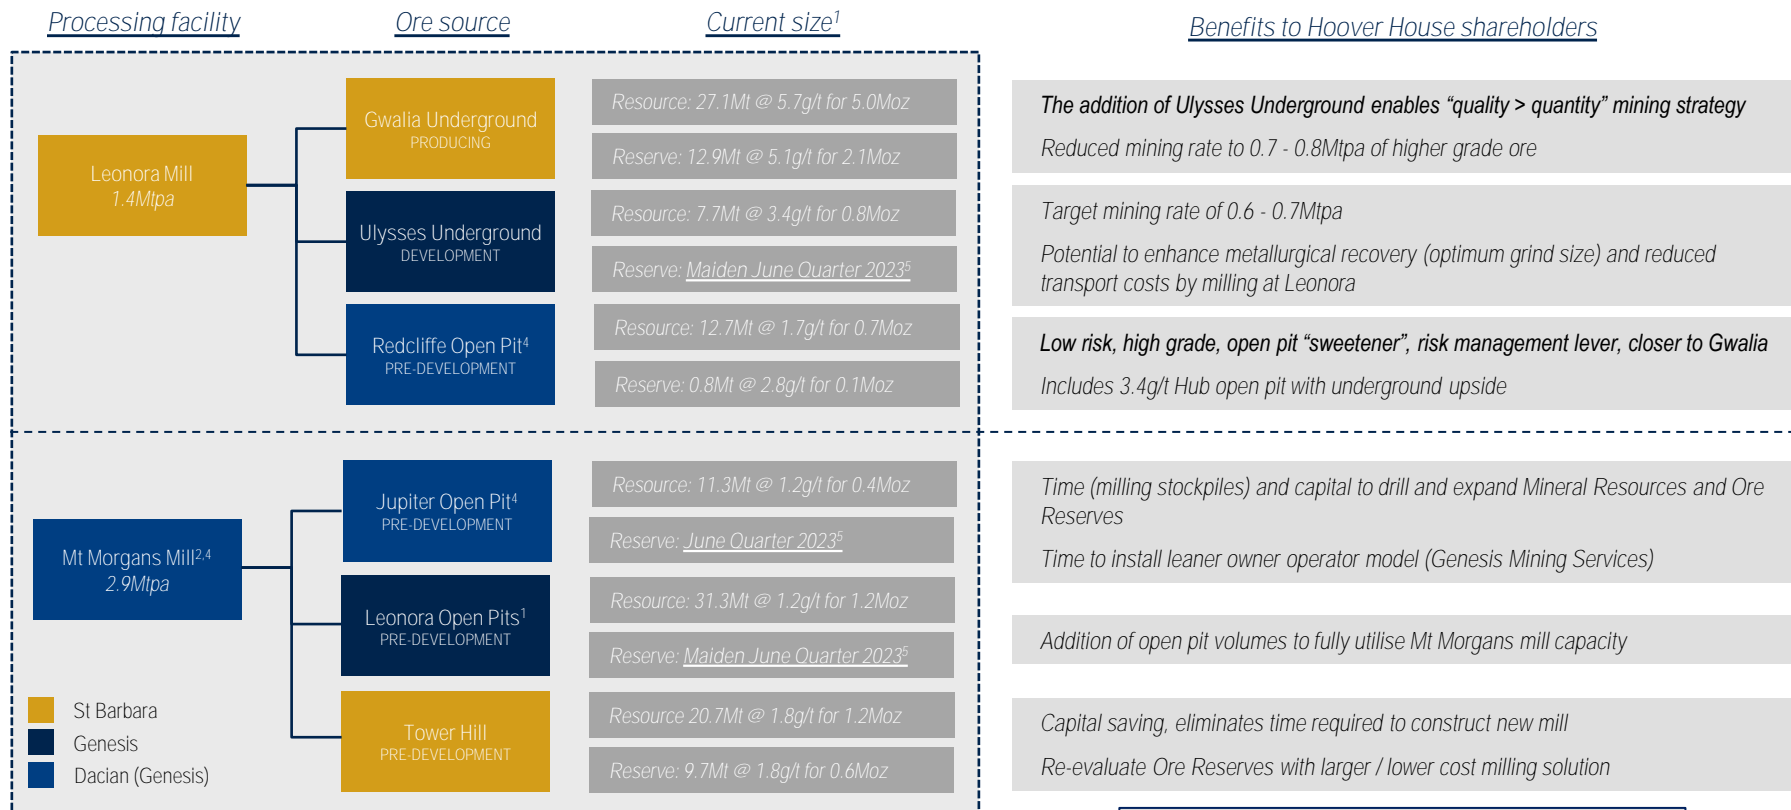 Processing facility
Ore source
Current size¹
Benefits to Hoover House shareholders
Leonora Mill
1.4Mtpa
Gwalia Underground
PRODUCING
Resource: 27.1Mt @ 5.7g/t for 5.0Moz
Reserve: 12.9Mt @ 5.1g/t for 2.1Moz
The addition of Ulysses Underground enables “quality > quantity” mining strategy
Reduced mining rate to 0.7 - 0.8Mtpa of higher grade ore
Ulysses Underground
DEVELOPMENT
Resource: 7.7Mt @ 3.4g/t for 0.8Moz
Reserve: Maiden June Quarter 2023⁵
Target mining rate of 0.6 - 0.7Mtpa
Potential to enhance metallurgical recovery (optimum grind size) and reduced
transport costs by milling at Leonora
Redcliffe Open Pit⁴
PRE-DEVELOPMENT
Resource: 12.7Mt @ 1.7g/t for 0.7Moz
Reserve: 0.8Mt @ 2.8g/t for 0.1Moz
Low risk, high grade, open pit “sweetener”, risk management lever, closer to Gwalia
Includes 3.4g/t Hub open pit with underground upside
Mt Morgans Mill²,⁴
2.9Mtpa
Jupiter Open Pit⁴
PRE-DEVELOPMENT
Resource: 11.3Mt @ 1.2g/t for 0.4Moz
Reserve: June Quarter 2023⁵
Time (milling stockpiles) and capital to drill and expand Mineral Resources and Ore
Reserves
Time to install leaner owner operator model (Genesis Mining Services)
Leonora Open Pits¹
PRE-DEVELOPMENT
Resource: 31.3Mt @ 1.2g/t for 1.2Moz
Reserve: Maiden June Quarter 2023⁵
Addition of open pit volumes to fully utilise Mt Morgans mill capacity
Tower Hill
PRE-DEVELOPMENT
Resource 20.7Mt @ 1.8g/t for 1.2Moz
Reserve: 9.7Mt @ 1.8g/t for 0.6Moz
Capital saving, eliminates time required to construct new mill
Re-evaluate Ore Reserves with larger / lower cost milling solution
St Barbara
Genesis
Dacian (Genesis)